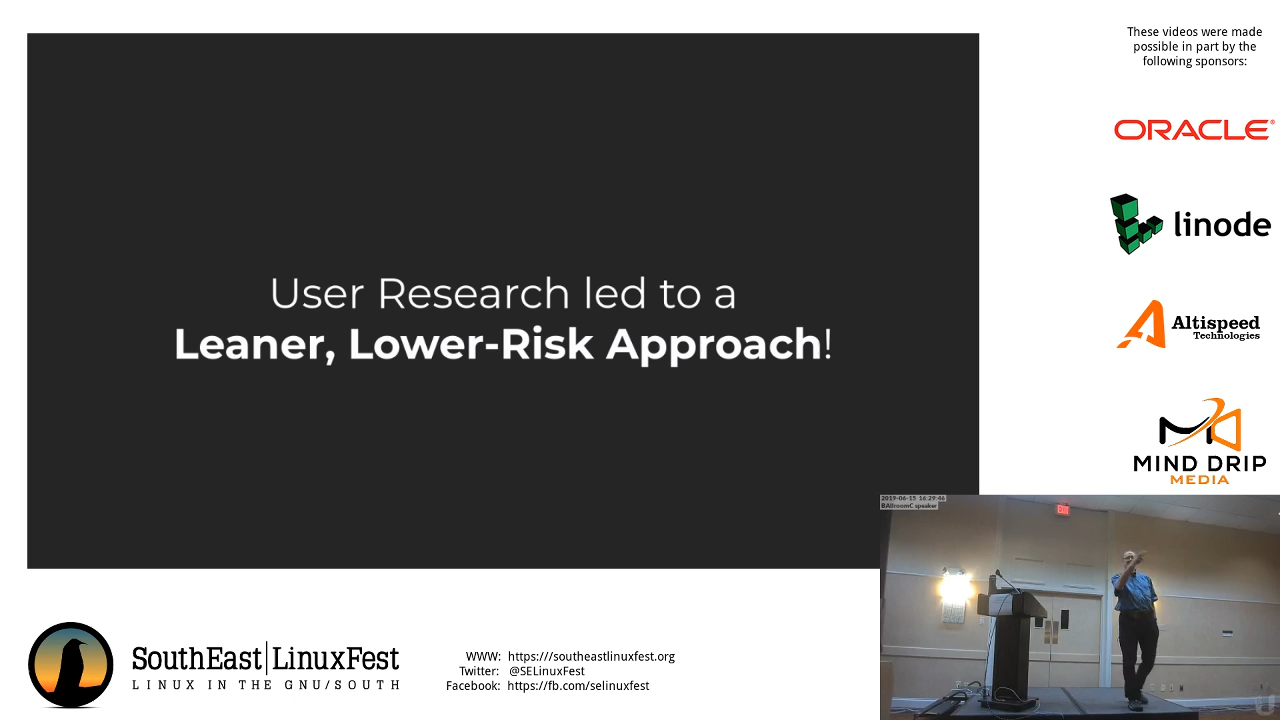 These videos were made
possible in part by the
following sponsors:
ORACLE®
linode
Altispeed
Technologies
MIND DRIP
MEDIA
User Research led to a
Leaner, Lower-Risk Approach!
2019-06-15 16:29:46
BAllroomC speaker
EXIT
SouthEast|LinuxFest
LINUX IN THE GNU/SOUTH
WWW: https:///southeastlinuxfest.org
Twitter: @SELinuxFest
Facebook: https://fb.com/selinuxfest